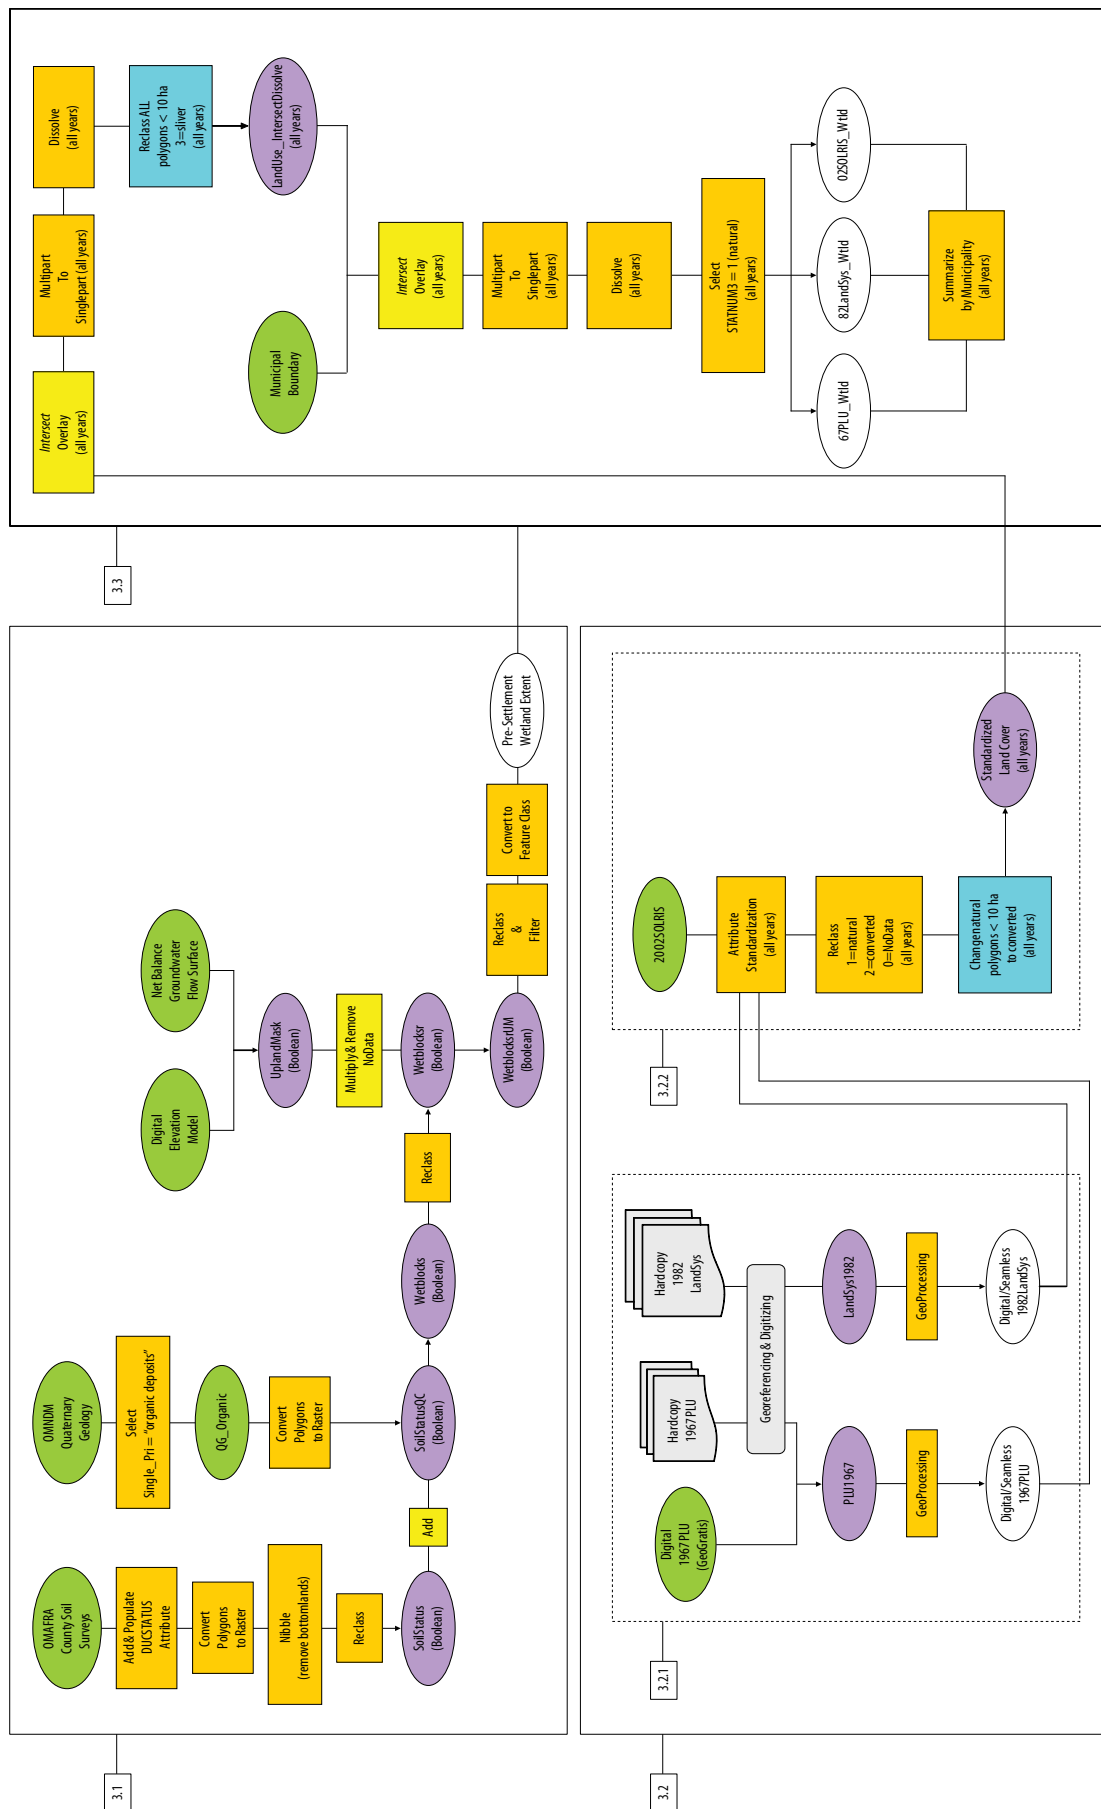 3.1
OMAFRA
County Soil
Surveys
Add & Populate
DUCSTATUS
Attribute
Convert
Polygons
to Raster
Nibble
(remove bottomlands)
Reclass
SoilStatus
(Boolean)
Add
OMNDM
Quaternary
Geology
Select
Single_Pri = “organic deposits”
QG_Organic
Convert
Polygons
to Raster
SoilStatusQC
(Boolean)
Wetblocks
(Boolean)
Reclass
Digital
Elevation
Model
Net Balance
Groundwater
Flow Surface
UplandMask
(Boolean)
Multiply & Remove
NoData
Wetblocksr
(Boolean)
WetblocksrUM
(Boolean)
Reclass
&
Filter
Convert to
Feature Class
Pre-Settlement
Wetland Extent
3.2
3.2.1
Digital
1967PLU
(GeoGratis)
Hardcopy
1967PLU
Hardcopy
1982
LandSys
Georeferencing & Digitizing
PLU1967
LandSys1982
GeoProcessing
GeoProcessing
Digital/Seamless
1967PLU
Digital/Seamless
1982LandSys
3.2.2
2002SOLRIS
Attribute
Standardization
(all years)
Reclass
1=natural
2=converted
0=NoData
(all years)
Changenatural
polygons < 10 ha
to converted
(all years)
Standardized
Land Cover
(all years)
3.3
Intersect
Overlay
(all years)
Multipart
To
Singlepart (all years)
Dissolve
(all years)
Reclass ALL
polygons < 10 ha
3=sliver
(all years)
LandUse_IntersectDissolve
(all years)
Municipal
Boundary
Intersect
Overlay
(all years)
Multipart
To
Singlepart
(all years)
Dissolve
(all years)
Select
STATNUM3 = 1 (natural)
(all years)
67PLU_Wtld
82LandSys_Wtld
02SOLRIS_Wtld
Summarize
by Municipality
(all years)